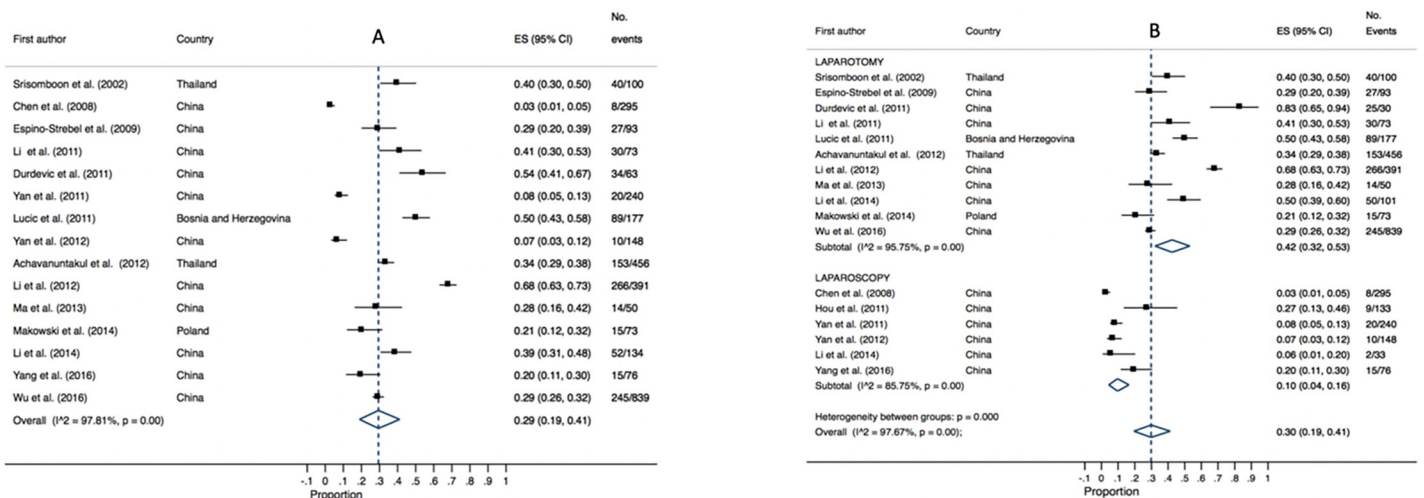 A
No.
First author Country ES (95% CI) events
Srisomboon et al. (2002) Thailand 0.40 (0.30, 0.50) 40/100
Chen et al. (2008) China 0.03 (0.01, 0.05) 8/295
Espino-Strebel et al. (2009) China 0.29 (0.20, 0.39) 27/93
Li et al. (2011) China 0.41 (0.30, 0.53) 30/73
Durdevic et al. (2011) China 0.54 (0.41, 0.67) 34/63
Yan et al. (2011) China 0.08 (0.05, 0.13) 20/240
Lucic et al. (2011) Bosnia and Herzegovina 0.50 (0.43, 0.58) 89/177
Yan et al. (2012) China 0.07 (0.03, 0.12) 10/148
Achavanuntakul et al. (2012) Thailand 0.34 (0.29, 0.38) 153/456
Li et al. (2012) China 0.68 (0.63, 0.73) 266/391
Ma et al. (2013) China 0.28 (0.16, 0.42) 14/50
Makowski et al. (2014) Poland 0.21 (0.12, 0.32) 15/73
Li et al. (2014) China 0.39 (0.31, 0.48) 52/134
Yang et al. (2016) China 0.20 (0.11, 0.30) 15/76
Wu et al. (2016) China 0.29 (0.26, 0.32) 245/839
Overall (I^2 = 97.81%, p = 0.00) 0.29 (0.19, 0.41)
-.1 0 .1 .2 .3 .4 .5 .6 .7 .8 .9 1
Proportion
B
No.
First author Country ES (95% CI) Events
LAPAROTOMY
Srisomboon et al. (2002) Thailand 0.40 (0.30, 0.50) 40/100
Espino-Strebel et al. (2009) China 0.29 (0.20, 0.39) 27/93
Durdevic et al. (2011) China 0.83 (0.65, 0.94) 25/30
Li et al. (2011) China 0.41 (0.30, 0.53) 30/73
Lucic et al. (2011) Bosnia and Herzegovina 0.50 (0.43, 0.58) 89/177
Achavanuntakul et al. (2012) Thailand 0.34 (0.29, 0.38) 153/456
Li et al. (2012) China 0.68 (0.63, 0.73) 266/391
Ma et al. (2013) China 0.28 (0.16, 0.42) 14/50
Li et al. (2014) China 0.50 (0.39, 0.60) 50/101
Makowski et al. (2014) Poland 0.21 (0.12, 0.32) 15/73
Wu et al. (2016) China 0.29 (0.26, 0.32) 245/839
Subtotal (I^2 = 95.75%, p = 0.00) 0.42 (0.32, 0.53)
LAPAROSCOPY
Chen et al. (2008) China 0.03 (0.01, 0.05) 8/295
Hou et al. (2011) China 0.27 (0.13, 0.46) 9/133
Yan et al. (2011) China 0.08 (0.05, 0.13) 20/240
Yan et al. (2012) China 0.07 (0.03, 0.12) 10/148
Li et al. (2014) China 0.06 (0.01, 0.20) 2/33
Yang et al. (2016) China 0.20 (0.11, 0.30) 15/76
Subtotal (I^2 = 85.75%, p = 0.00) 0.10 (0.04, 0.16)
Heterogeneity between groups: p = 0.000
Overall (I^2 = 97.67%, p = 0.00); 0.30 (0.19, 0.41)
-.1 0 .1 .2 .3 .4 .5 .6 .7 .8 .9 1
Proportion